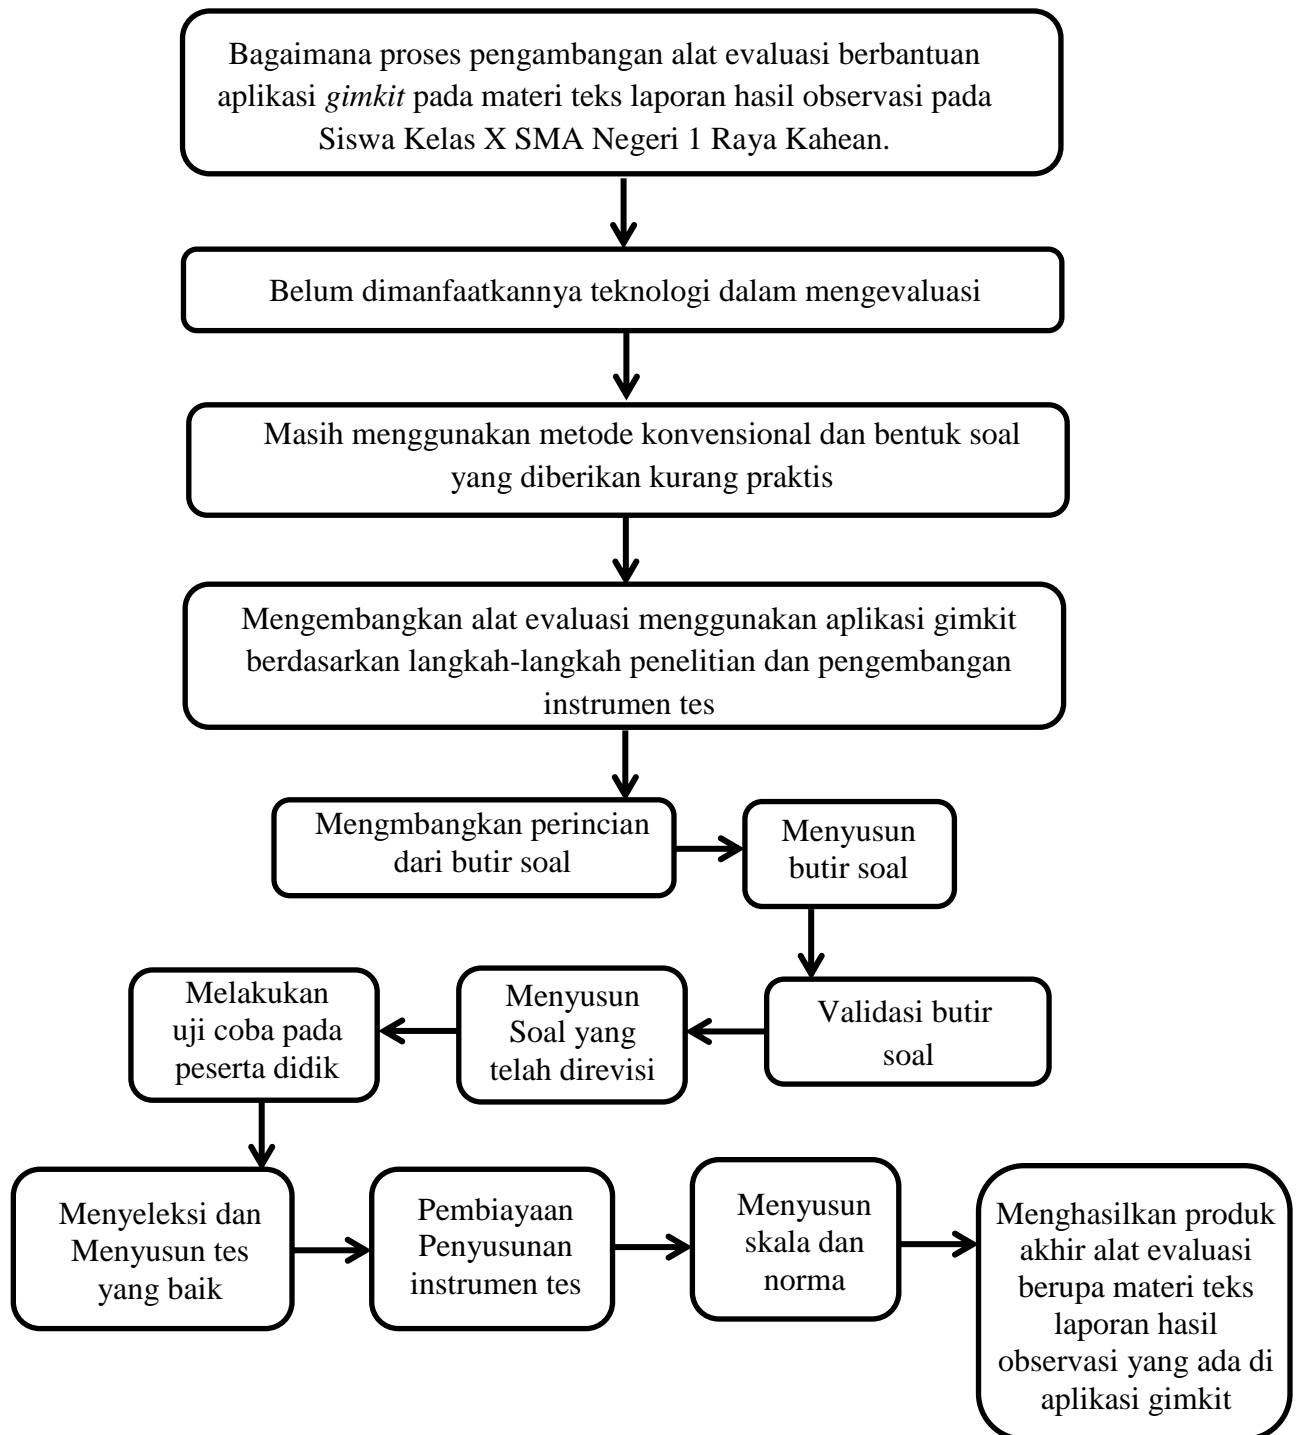 Bagaimana proses pengambangan alat evaluasi berbantuan
aplikasi gimkit pada materi teks laporan hasil observasi pada
Siswa Kelas X SMA Negeri 1 Raya Kahean.
Belum dimanfaatkannya teknologi dalam mengevaluasi
Masih menggunakan metode konvensional dan bentuk soal
yang diberikan kurang praktis
Mengembangkan alat evaluasi menggunakan aplikasi gimkit
berdasarkan langkah-langkah penelitian dan pengembangan
instrumen tes
Mengmbangkan perincian
dari butir soal
Menyusun
butir soal
Validasi butir
soal
Menyusun
Soal yang
telah direvisi
Melakukan
uji coba pada
peserta didik
Menyeleksi dan
Menyusun tes
yang baik
Pembiayaan
Penyusunan
instrumen tes
Menyusun
skala dan
norma
Menghasilkan produk
akhir alat evaluasi
berupa materi teks
laporan hasil
observasi yang ada di
aplikasi gimkit